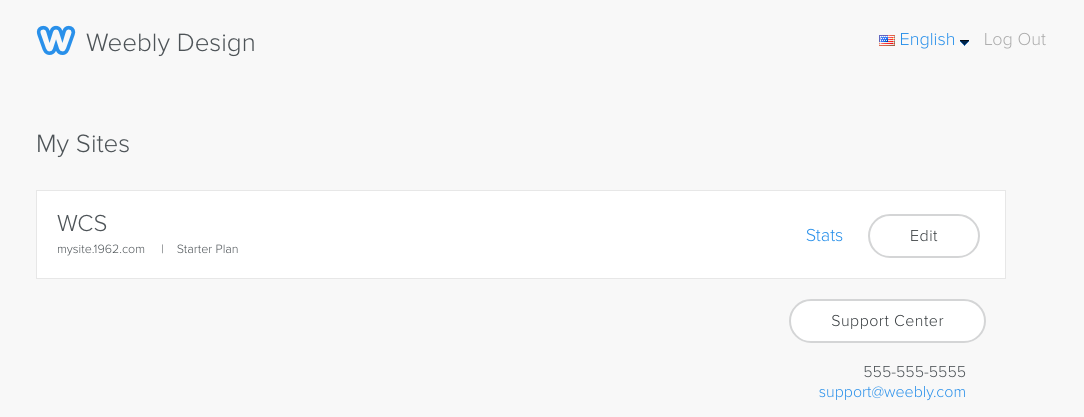 Weebly Design
English
Log Out
My Sites
WCS
mysite.1962.com | Starter Plan
Stats
Edit
Support Center
555-555-5555
support@weebly.com